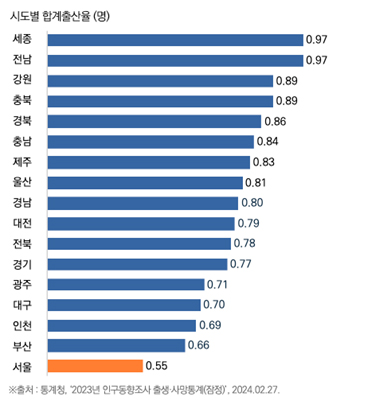 시도별 합계출산율 (명)
세종 0.97
전남 0.97
강원 0.89
충북 0.89
경북 0.86
충남 0.84
제주 0.83
울산 0.81
경남 0.80
대전 0.79
전북 0.78
경기 0.77
광주 0.71
대구 0.70
인천 0.69
부산 0.66
서울 0.55
※출처 : 통계청, '2023년 인구동향조사 출생·사망통계(잠정)', 2024.02.27.